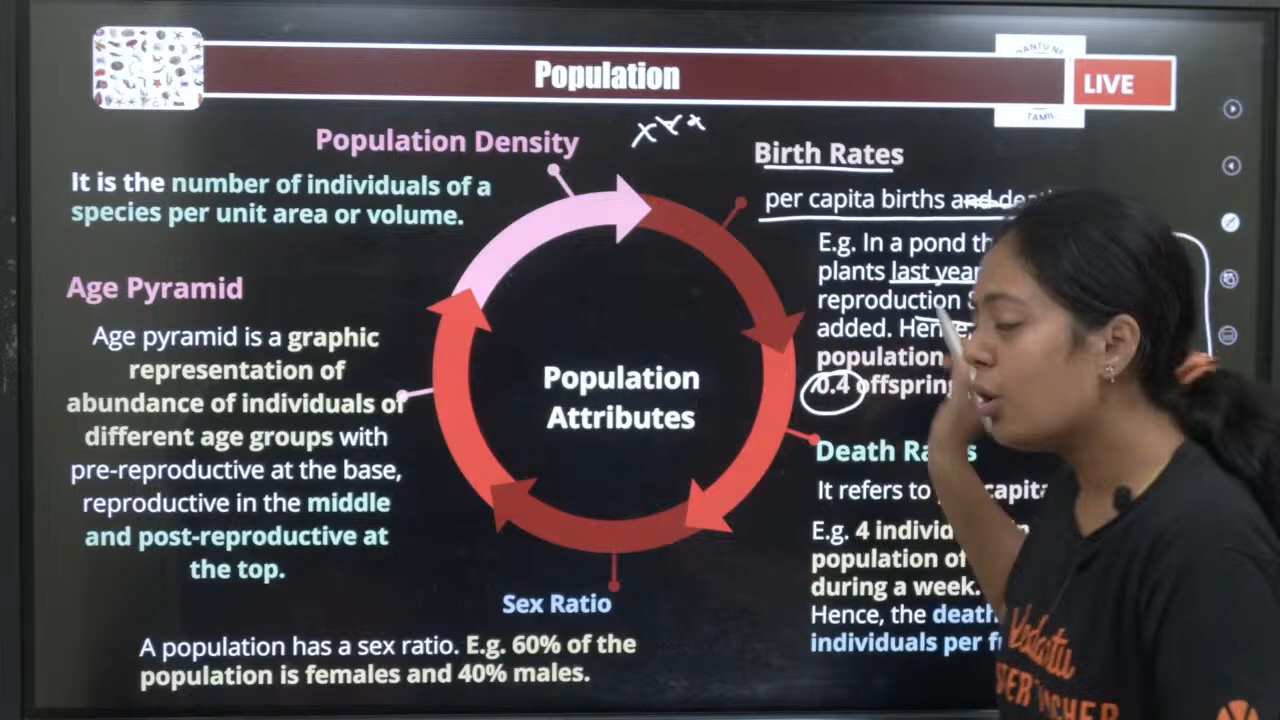 Population
LIVE
TAMIL
Population Density
It is the number of individuals of a
species per unit area or volume.
Age Pyramid
Age pyramid is a graphic
representation of
abundance of individuals of
different age groups with
pre-reproductive at the base,
reproductive in the middle
and post-reproductive at
the top.
Population
Attributes
Sex Ratio
A population has a sex ratio. E.g. 60% of the
population is females and 40% males.
Birth Rates
per capita births and
E.g. In a pond
plants last year
reproduction
added. Hence,
population
0.4 offspring
Death
It refers to capita
E.g. 4
population of
during a week.
Hence, the death
individuals per
Vedantu